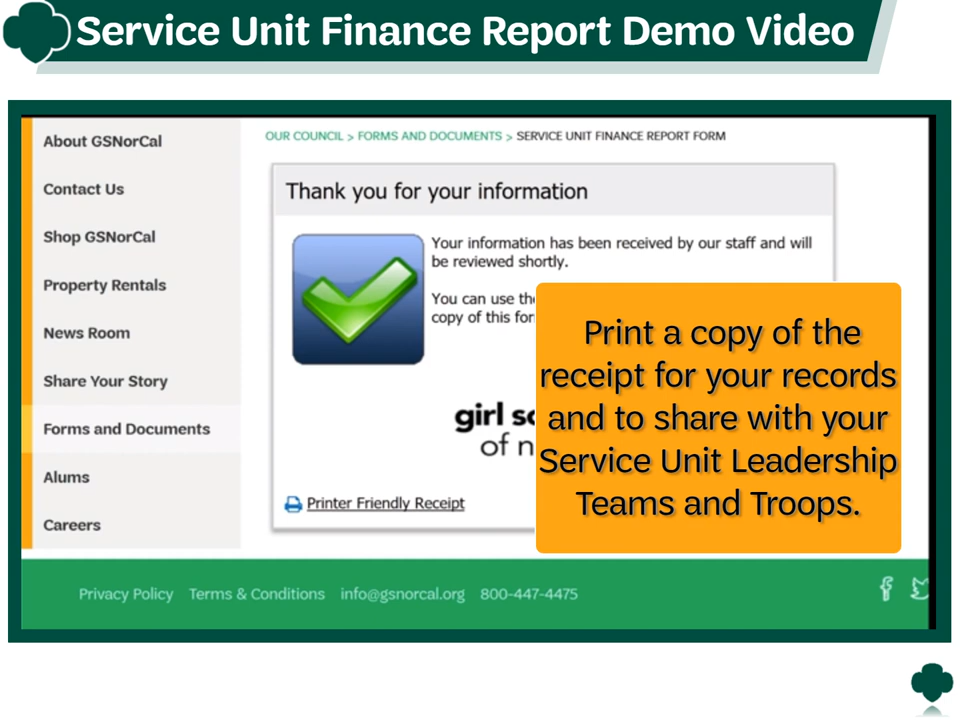 Service Unit Finance Report Demo Video
About GSNorCal
Contact Us
Shop GSNorCal
Property Rentals
News Room
Share Your Story
Forms and Documents
Alums
Careers
OUR COUNCIL > FORMS AND DOCUMENTS > SERVICE UNIT FINANCE REPORT FORM
Thank you for your information
Your information has been received by our staff and will
be reviewed shortly.
You can use
copy of this
girl
of
Printer Friendly Receipt
Print a copy of the
receipt for your records
and to share with your
Service Unit Leadership
Teams and Troops.
Privacy Policy Terms & Conditions info@gsnorcal.org 800-447-4475